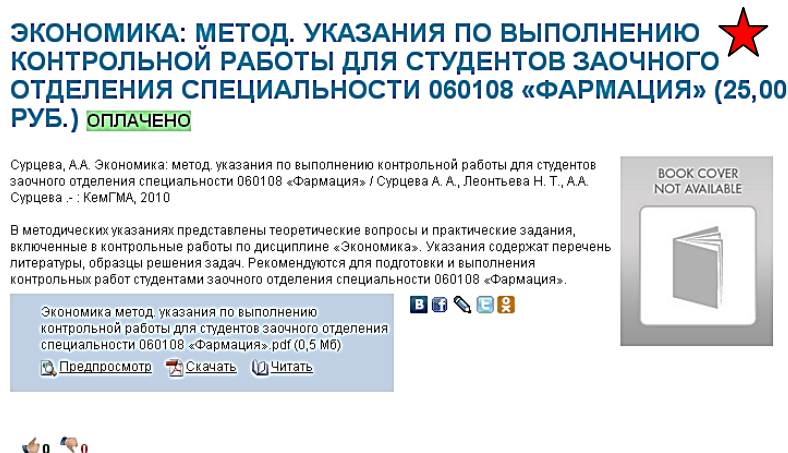 ЭКОНОМИКА: МЕТОД. УКАЗАНИЯ ПО ВЫПОЛНЕНИЮ
КОНТРОЛЬНОЙ РАБОТЫ ДЛЯ СТУДЕНТОВ ЗАОЧНОГО
ОТДЕЛЕНИЯ СПЕЦИАЛЬНОСТИ 060108 «ФАРМАЦИЯ» (25,00
РУБ.) ОПЛАЧЕНО
Сурцева, А.А. Экономика: метод. указания по выполнению контрольной работы для студентов
заочного отделения специальности 060108 «Фармация» / Сурцева А. А., Леонтьева Н. Т., А.А.
Сурцева .- : КемГМА, 2010
BOOK COVER
NOT AVAILABLE
В методических указаниях представлены теоретические вопросы и практические задания,
включенные в контрольные работы по дисциплине «Экономика». Указания содержат перечень
литературы, образцы решения задач. Рекомендуются для подготовки и выполнения
контрольных работ студентами заочного отделения специальности 060108 «Фармация».
Экономика метод. указания по выполнению
контрольной работы для студентов заочного отделения
специальности 060108 «Фармация».pdf (0,5 Мб)
Предпросмотр Скачать Читать
0 0